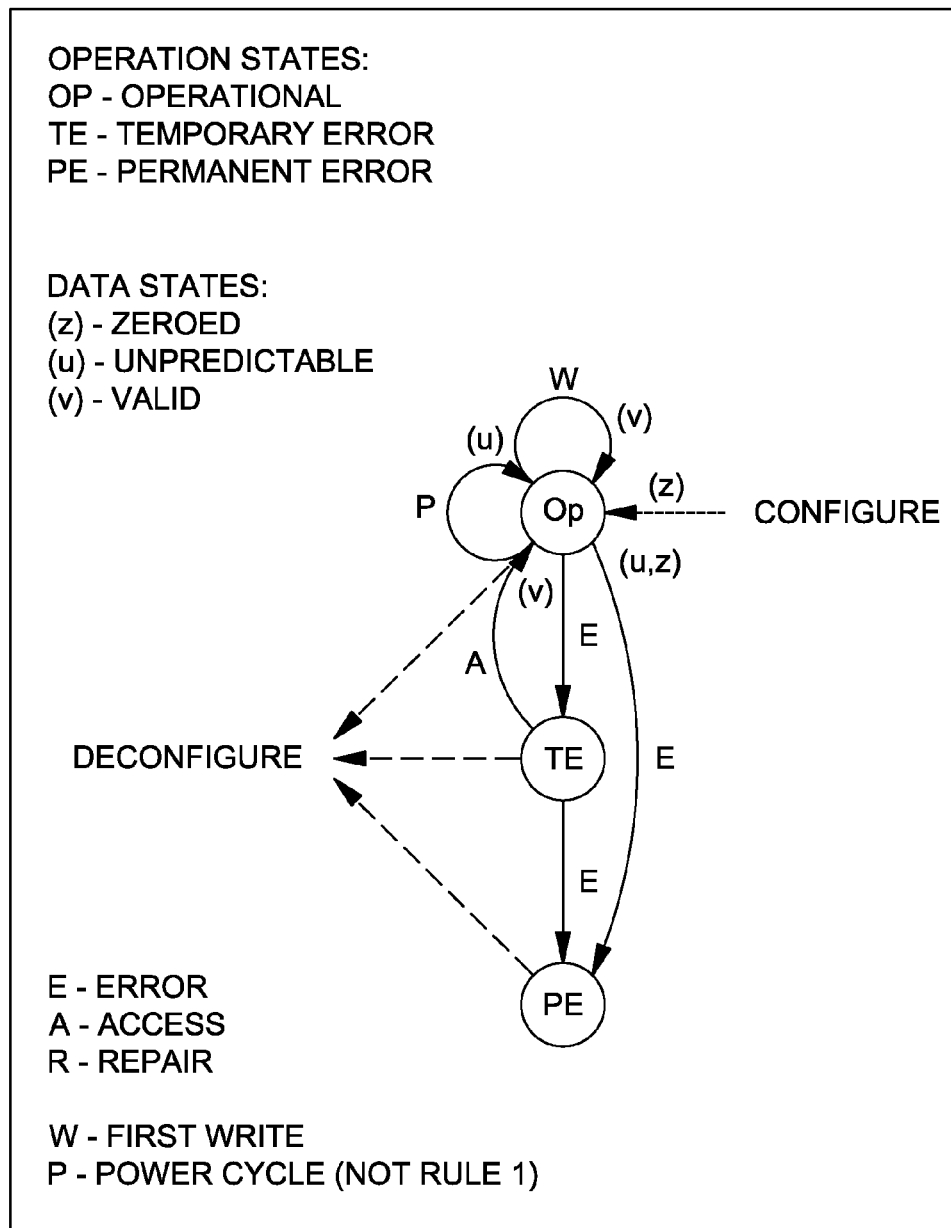 OPERATION STATES:
OP - OPERATIONAL
TE - TEMPORARY ERROR
PE - PERMANENT ERROR
DATA STATES:
(z) - ZEROED
(u) - UNPREDICTABLE
(v) - VALID
W
(v)
(u)
P
Op
(z)
CONFIGURE
(u,z)
(v)
E
A
DECONFIGURE
TE
E
E
PE
E - ERROR
A - ACCESS
R - REPAIR
W - FIRST WRITE
P - POWER CYCLE (NOT RULE 1)